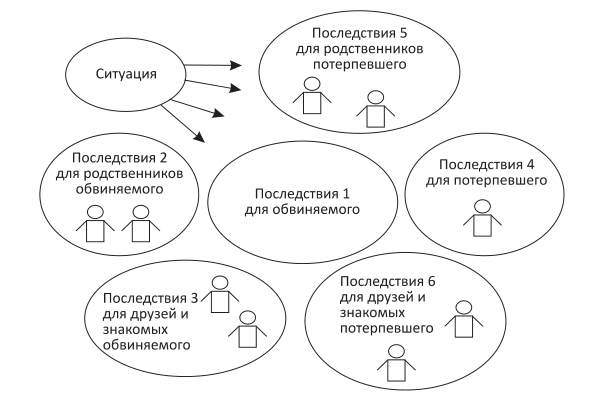 Ситуация
Последствия 5
для родственников
потерпевшего
Последствия 2
для родственников
обвиняемого
Последствия 1
для обвиняемого
Последствия 4
для потерпевшего
Последствия 3
для друзей и
знакомых
обвиняемого
Последствия 6
для друзей и
знакомых
потерпевшего